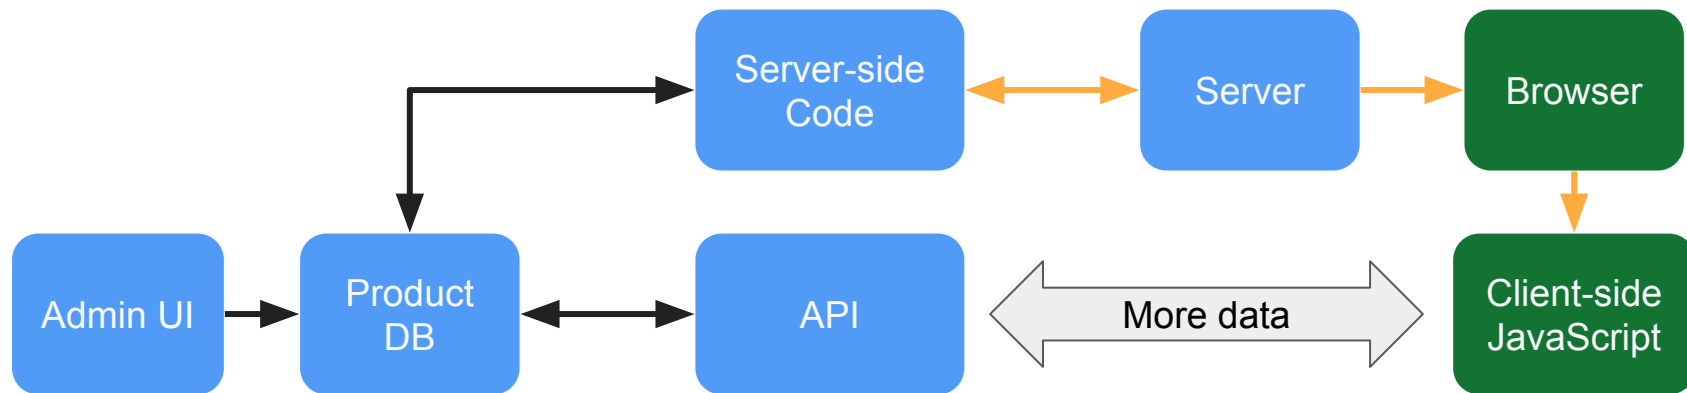 Server-side
Code
Server
Browser
Admin UI
Product
DB
API
More data
Client-side
JavaScript